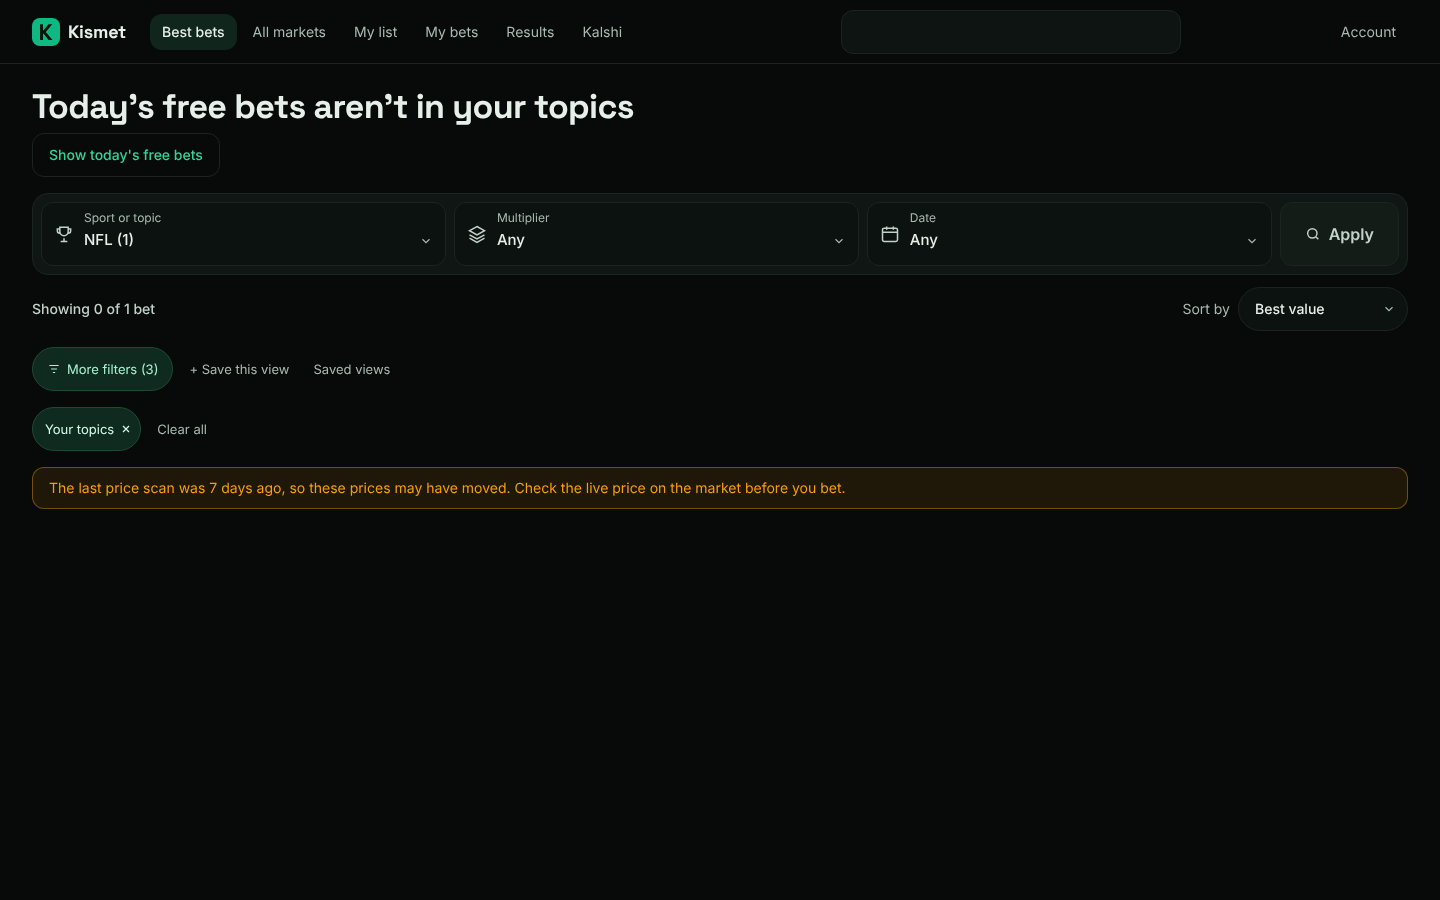 K Kismet Best bets All markets My list My bets Results Kalshi Account
Today's free bets aren't in your topics
Show today's free bets
Sport or topic
NFL (1)
Multiplier
Any
Date
Any
Apply
Showing 0 of 1 bet
Sort by Best value
More filters (3) + Save this view Saved views
Your topics × Clear all
The last price scan was 7 days ago, so these prices may have moved. Check the live price on the market before you bet.